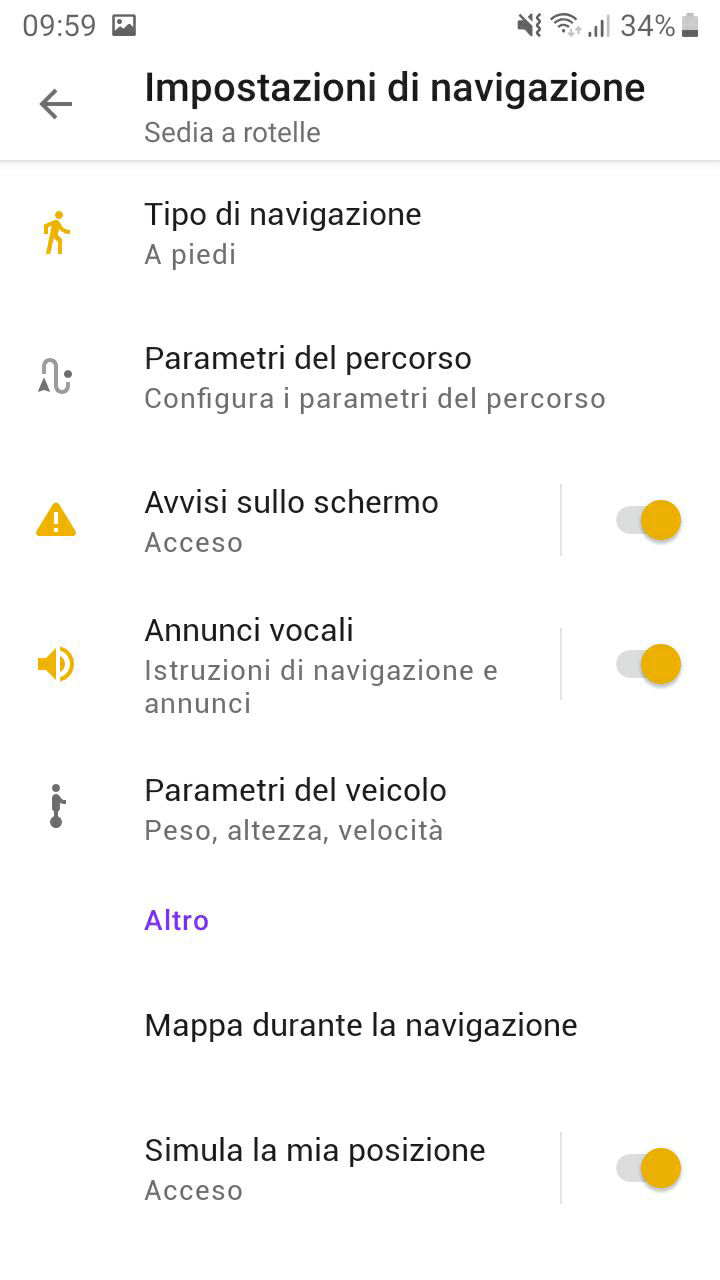 09:59
34%
Impostazioni di navigazione
Sedia a rotelle
Tipo di navigazione
A piedi
Parametri del percorso
Configura i parametri del percorso
Avvisi sullo schermo
Acceso
Annunci vocali
Istruzioni di navigazione e
annunci
Parametri del veicolo
Peso, altezza, velocità
Altro
Mappa durante la navigazione
Simula la mia posizione
Acceso